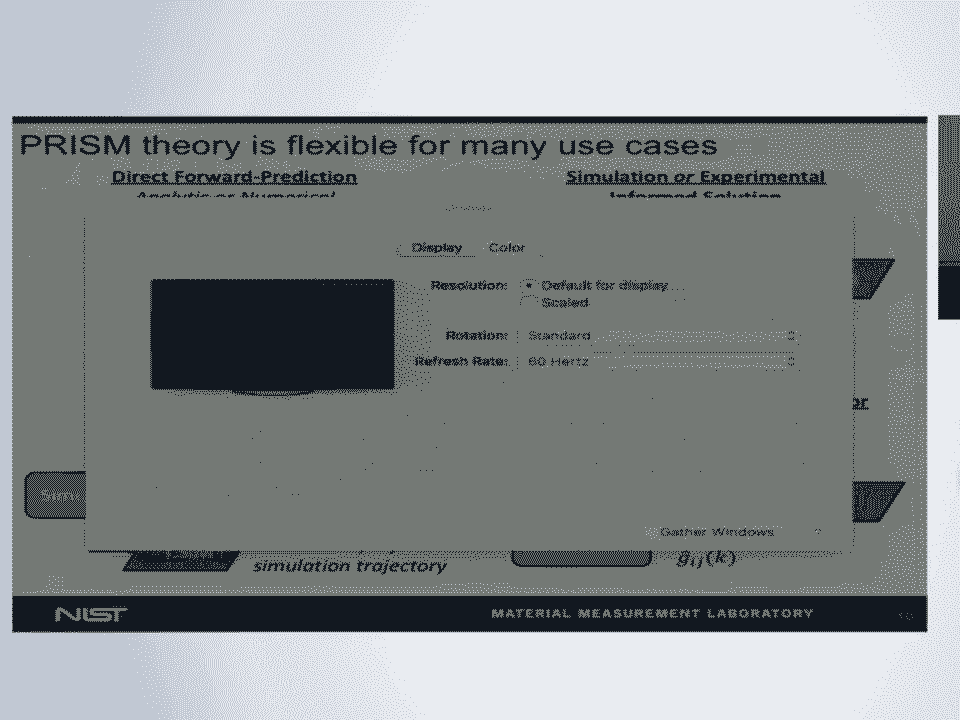 PRISM theory is flexible for many use cases
Direct Forward-Prediction
Simulation or Experimental
Analytic or Numerical
Informed Solution
Display Color
Resolution: Default for display
Scaled
Rotation: Standard
Refresh Rate: 60 Hertz
or
Simu
Gather Windows ?
simulation trajectory
g_{ij}(k)
NIST
MATERIAL MEASUREMENT LABORATORY